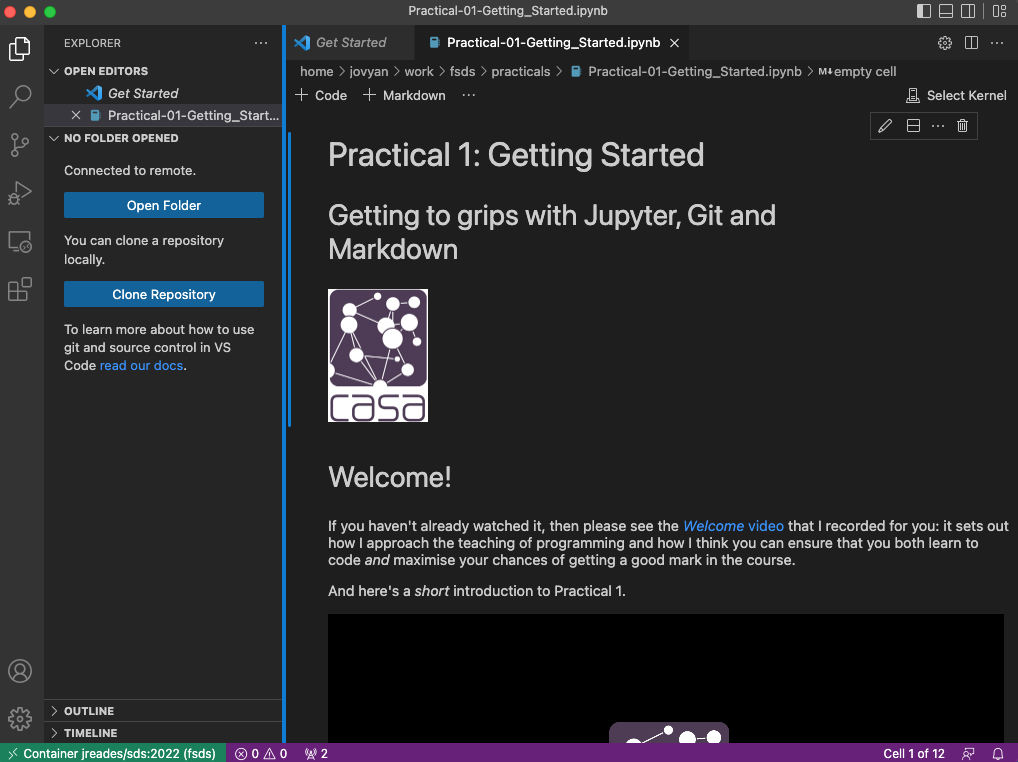 Practical-01-Getting_Started.ipynb
EXPLORER
OPEN EDITORS
Get Started
Practical-01-Getting_Start...
NO FOLDER OPENED
Connected to remote.
Open Folder
You can clone a repository
locally.
Clone Repository
To learn more about how to use
git and source control in VS
Code read our docs.
OUTLINE
TIMELINE
Get Started
Practical-01-Getting_Started.ipynb
home > jovyan > work > fsds > practicals > Practical-01-Getting_Started.ipynb > M↓empty cell
+ Code + Markdown ...
Select Kernel
Practical 1: Getting Started
Getting to grips with Jupyter, Git and
Markdown
casa
Welcome!
If you haven't already watched it, then please see the Welcome video that I recorded for you: it sets out
how I approach the teaching of programming and how I think you can ensure that you both learn to
code and maximise your chances of getting a good mark in the course.
And here's a short introduction to Practical 1.
Container jreades/sds:2022 (fsds) 0 0 2
Cell 1 of 12